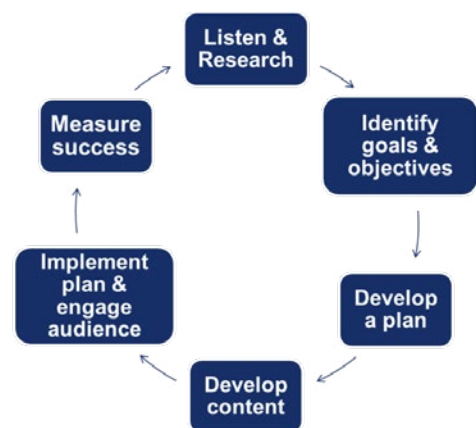 Listen &
Research
Identify
goals &
objectives
Develop
a plan
Develop
content
Implement
plan &
engage
audience
Measure
success